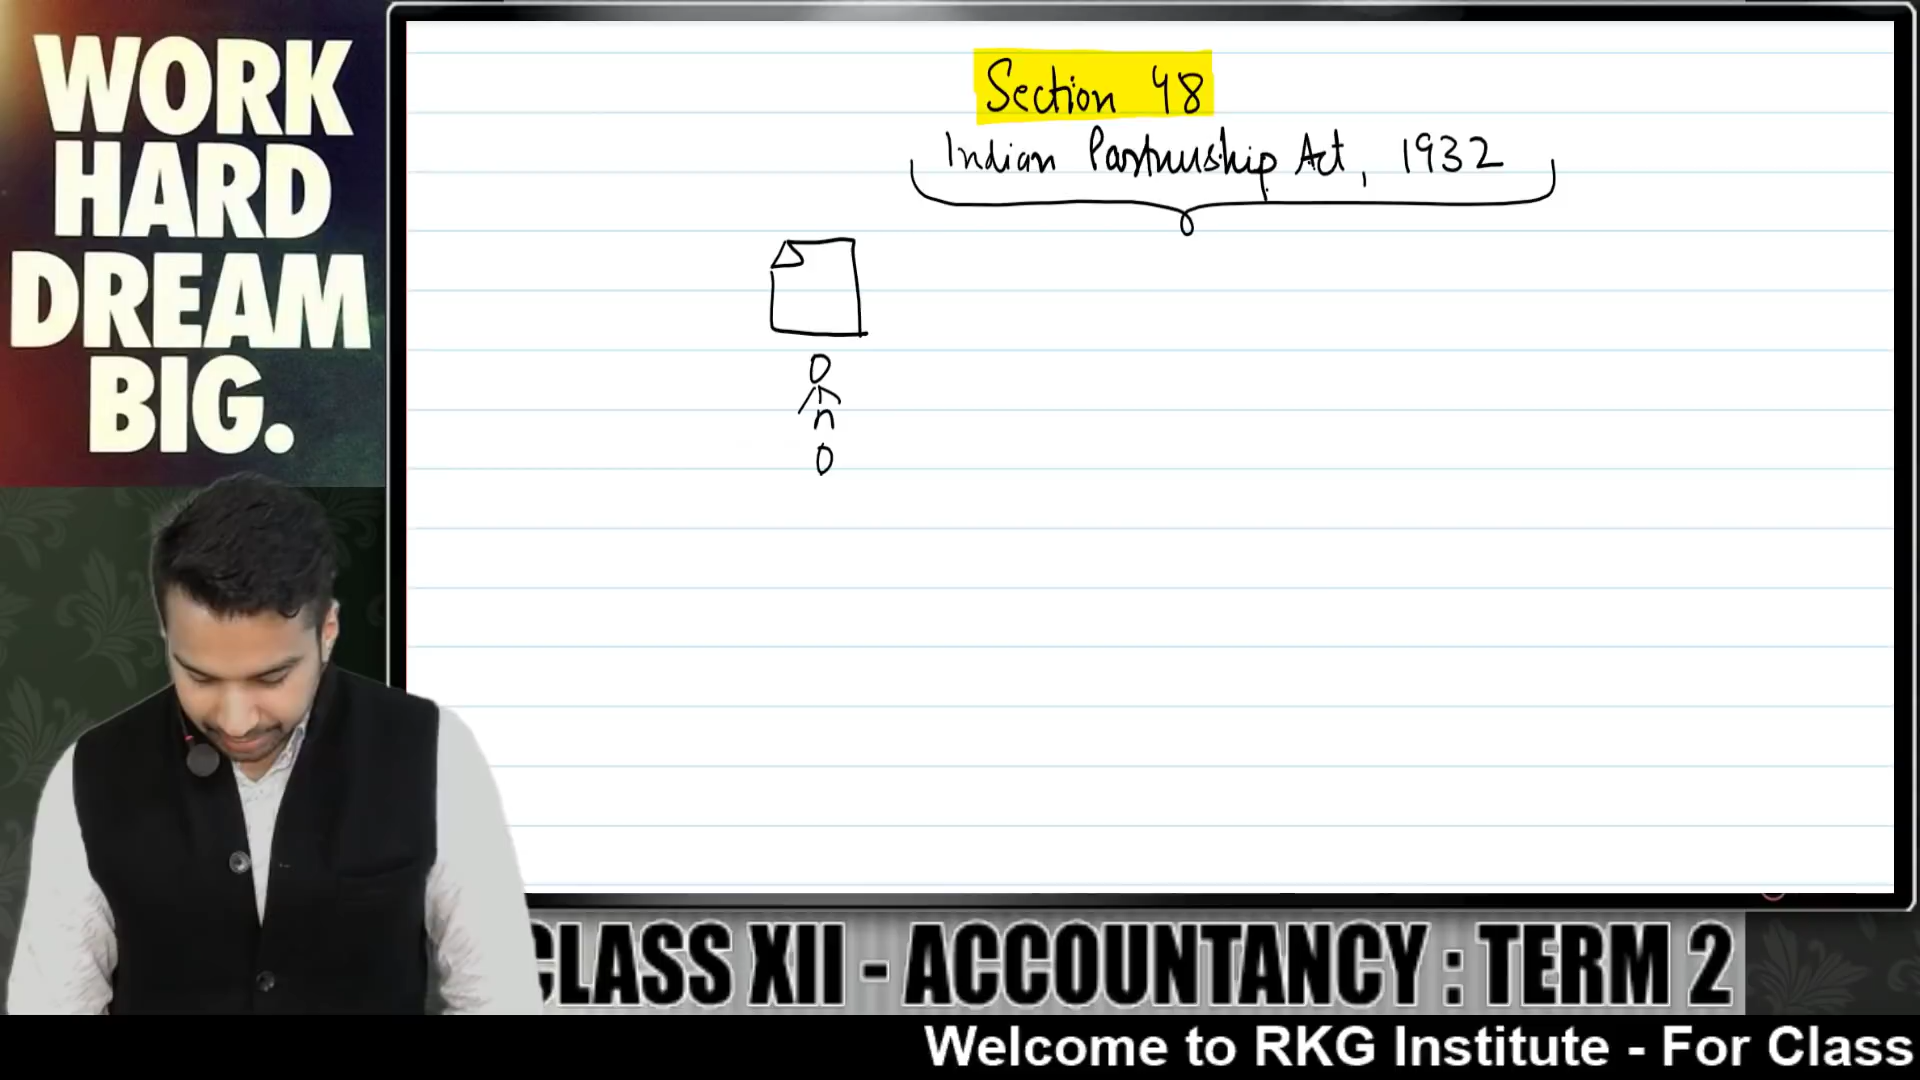 WORK
HARD
DREAM
BIG.
Section 48
Indian Partnership Act, 1932
CLASS XII - ACCOUNTANCY : TERM 2
Welcome to RKG Institute - For Class